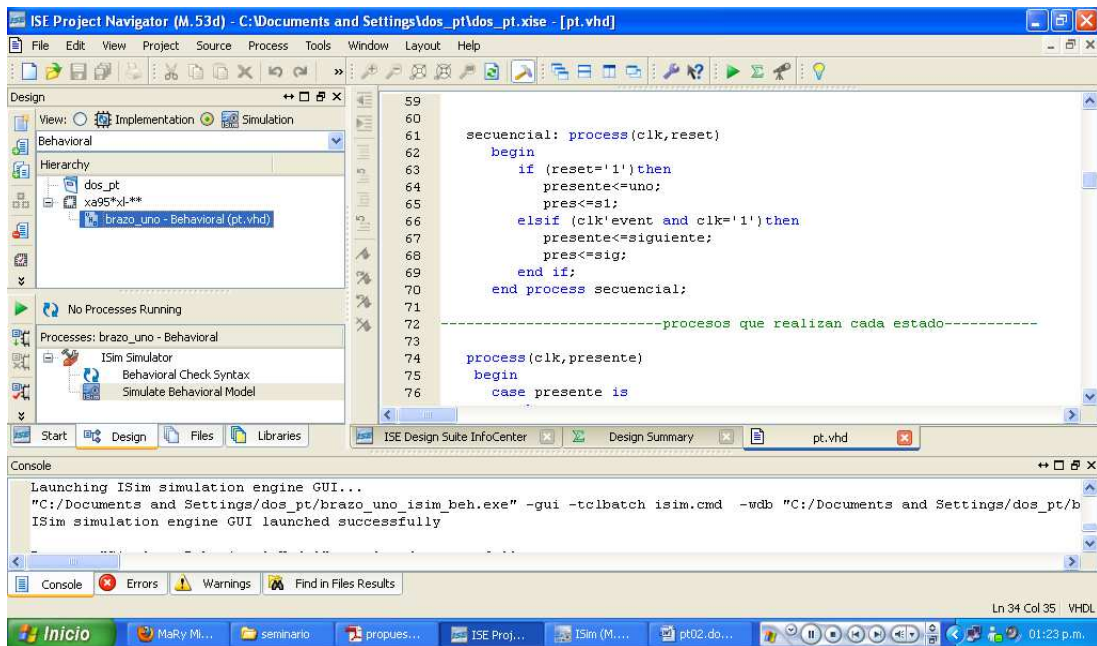 ISE Project Navigator (M.53d) - C:\Documents and Settings\dos_pt\dos_pt.xise - [pt.vhd]
File Edit View Project Source Process Tools Window Layout Help
Design
View: Implementation Simulation
Behavioral
Hierarchy
dos_pt
xa95*xl-**
brazo_uno - Behavioral (pt.vhd)
No Processes Running
Processes: brazo_uno - Behavioral
ISim Simulator
Behavioral Check Syntax
Simulate Behavioral Model
Start Design Files Libraries
59
60
61 secuencial: process(clk,reset)
62 begin
63 if (reset='1')then
64 presente<=uno;
65 pres<=s1;
66 elsif (clk'event and clk='1')then
67 presente<=siguiente;
68 pres<=sig;
69 end if;
70 end process secuencial;
71
72 --------------------------procesos que realizan cada estado-----------
73
74 process(clk,presente)
75 begin
76 case presente is
ISE Design Suite InfoCenter Design Summary pt.vhd
Console
Launching ISim simulation engine GUI...
"C:/Documents and Settings/dos_pt/brazo_uno_isim_beh.exe" -gui -tclbatch isim.cmd -wdb "C:/Documents and Settings/dos_pt/b
ISim simulation engine GUI launched successfully
Console Errors Warnings Find in Files Results
Ln 34 Col 35 VHDL
Inicio MaRy Mi... seminario propues... ISE Proj... ISim (M.... pt02.do... 01:23 p.m.